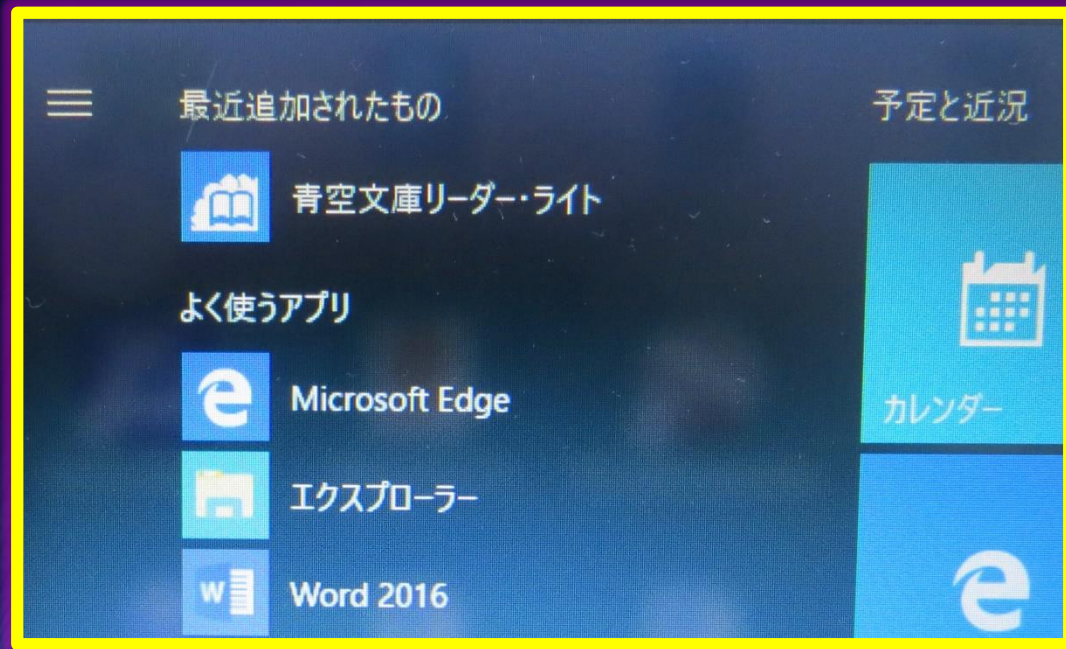 最近追加されたもの
青空文庫リーダー・ライト
よく使うアプリ
Microsoft Edge
エクスプローラー
Word 2016
予定と近況
カレンダー